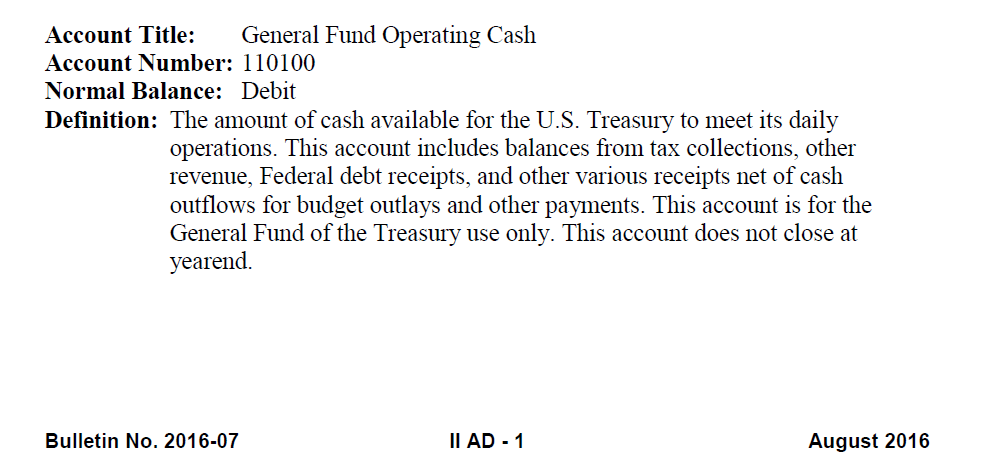 Account Title: General Fund Operating Cash
Account Number: 110100
Normal Balance: Debit
Definition: The amount of cash available for the U.S. Treasury to meet its daily
operations. This account includes balances from tax collections, other
revenue, Federal debt receipts, and other various receipts net of cash
outflows for budget outlays and other payments. This account is for the
General Fund of the Treasury use only. This account does not close at
yearend.
Bulletin No. 2016-07 II AD - 1 August 2016